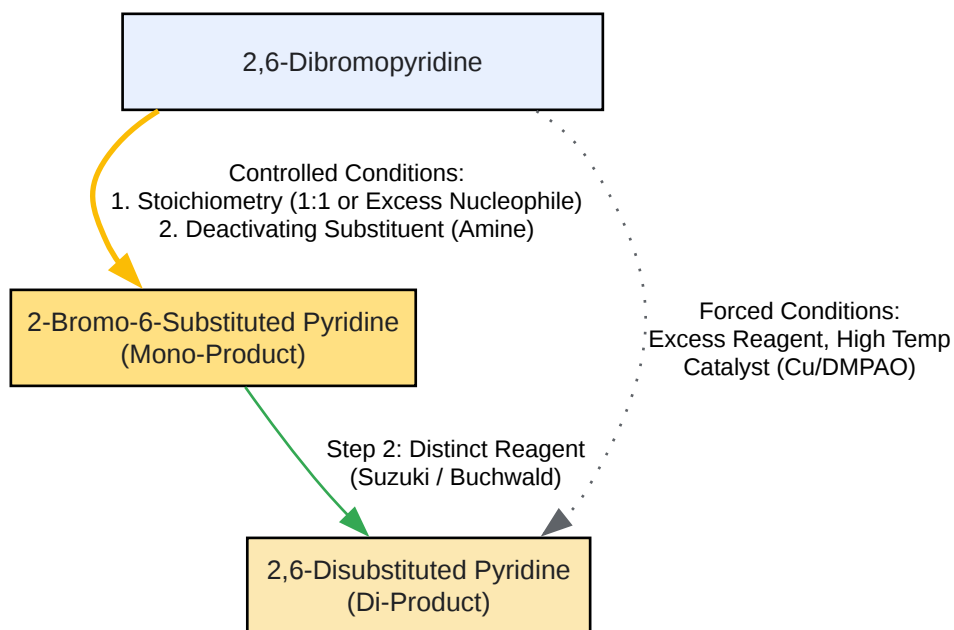 2,6-Dibromopyridine
Controlled Conditions:
1. Stoichiometry (1:1 or Excess Nucleophile)
2. Deactivating Substituent (Amine)
2-Bromo-6-Substituted Pyridine
(Mono-Product)
Forced Conditions:
Excess Reagent, High Temp
Catalyst (Cu/DMPAO)
Step 2: Distinct Reagent
(Suzuki / Buchwald)
2,6-Disubstituted Pyridine
(Di-Product)